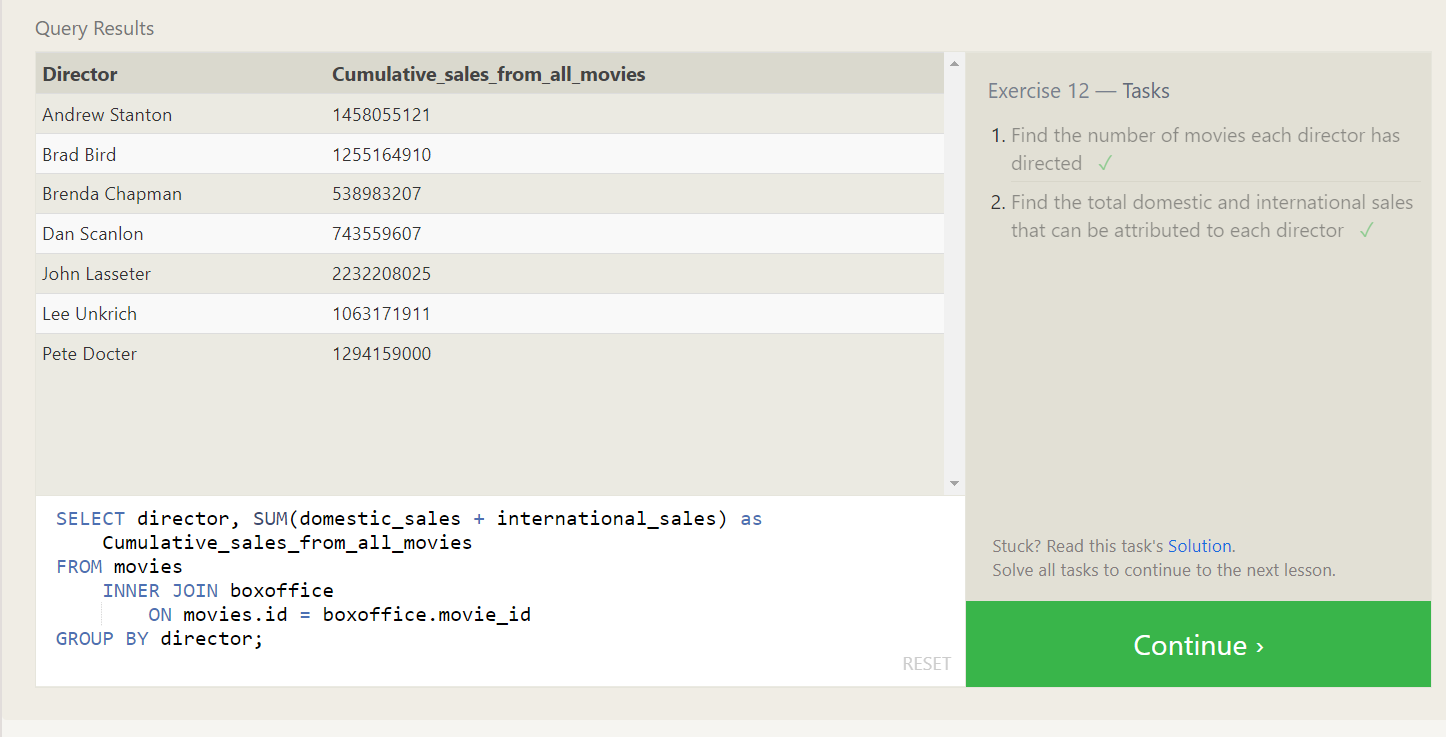 Query Results
Director Cumulative_sales_from_all_movies
Andrew Stanton 1458055121
Brad Bird 1255164910
Brenda Chapman 538983207
Dan Scanlon 743559607
John Lasseter 2232208025
Lee Unkrich 1063171911
Pete Docter 1294159000
SELECT director, SUM(domestic_sales + international_sales) as
    Cumulative_sales_from_all_movies
FROM movies
    INNER JOIN boxoffice
        ON movies.id = boxoffice.movie_id
GROUP BY director;
RESET
Exercise 12 — Tasks
1. Find the number of movies each director has
directed ✓
2. Find the total domestic and international sales
that can be attributed to each director ✓
Stuck? Read this task's Solution.
Solve all tasks to continue to the next lesson.
Continue ›